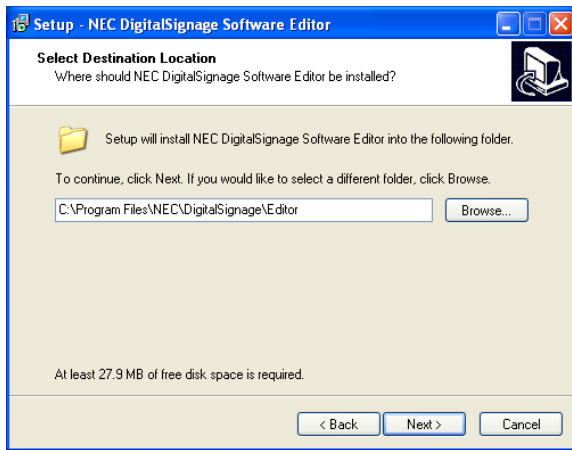 Setup - NEC DigitalSignage Software Editor
Select Destination Location
Where should NEC DigitalSignage Software Editor be installed?
Setup will install NEC DigitalSignage Software Editor into the following folder.
To continue, click Next. If you would like to select a different folder, click Browse.
C:\Program Files\NEC\DigitalSignage\Editor
Browse...
At least 27.9 MB of free disk space is required.
< Back
Next >
Cancel